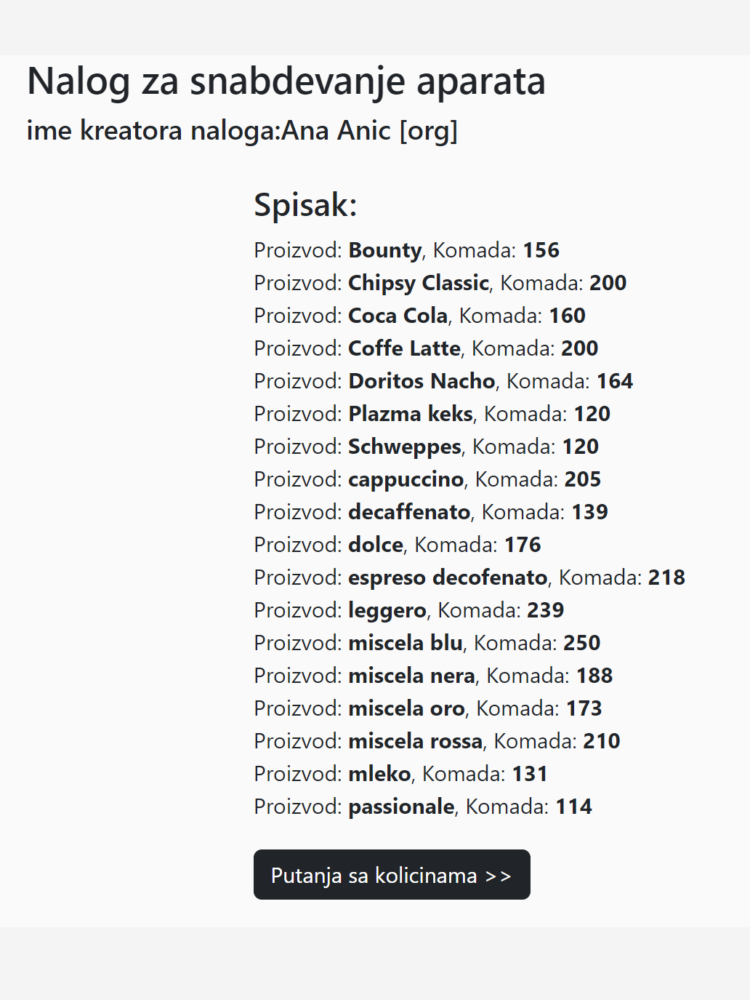 Nalog za snabdevanje aparata
ime kreatora naloga:Ana Anic [org]
Spisak:
Proizvod: Bounty, Komada: 156
Proizvod: Chipsy Classic, Komada: 200
Proizvod: Coca Cola, Komada: 160
Proizvod: Coffe Latte, Komada: 200
Proizvod: Doritos Nacho, Komada: 164
Proizvod: Plazma keks, Komada: 120
Proizvod: Schweppes, Komada: 120
Proizvod: cappuccino, Komada: 205
Proizvod: decaffenato, Komada: 139
Proizvod: dolce, Komada: 176
Proizvod: espreso decofenato, Komada: 218
Proizvod: leggero, Komada: 239
Proizvod: miscela blu, Komada: 250
Proizvod: miscela nera, Komada: 188
Proizvod: miscela oro, Komada: 173
Proizvod: miscela rossa, Komada: 210
Proizvod: mleko, Komada: 131
Proizvod: passionale, Komada: 114
Putanja sa kolicinama >>